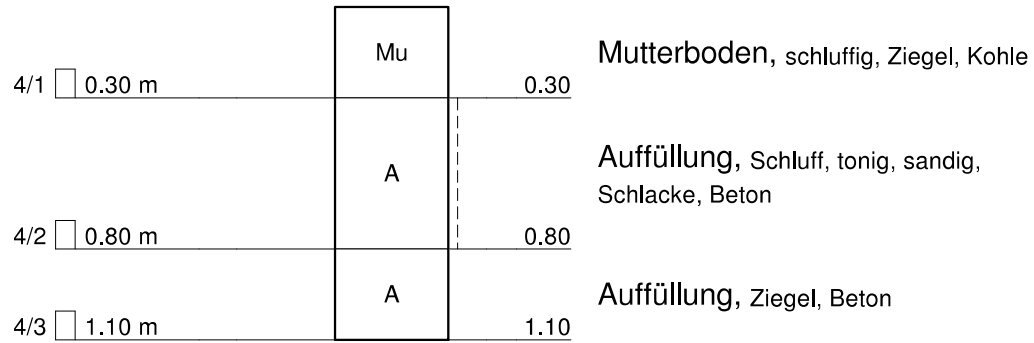 Mu
Mutterboden, schluffig, Ziegel, Kohle
4/1 0.30 m 0.30
A
Auffüllung, Schluff, tonig, sandig,
Schlacke, Beton
4/2 0.80 m 0.80
A
Auffüllung, Ziegel, Beton
4/3 1.10 m 1.10